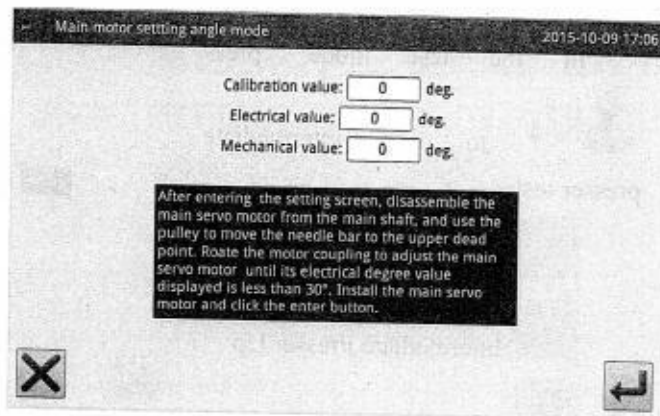 Main motor settting angle mode
2015-10-09 17:06
Calibration value: 0 deg.
Electrical value: 0 deg.
Mechanical value: 0 deg.
After entering the setting screen, disassemble the
main servo motor from the main shaft, and use the
pulley to move the needle bar to the upper dead
point. Roate the motor coupling to adjust the main
servo motor until its electrical degree value
displayed is less than 30°. Install the main servo
motor and click the enter button.